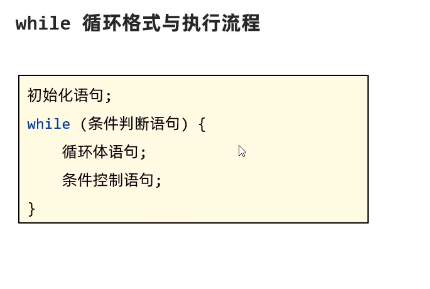 while 循环格式与执行流程
初始化语句;
while (条件判断语句) {
    循环体语句;
    条件控制语句;
}